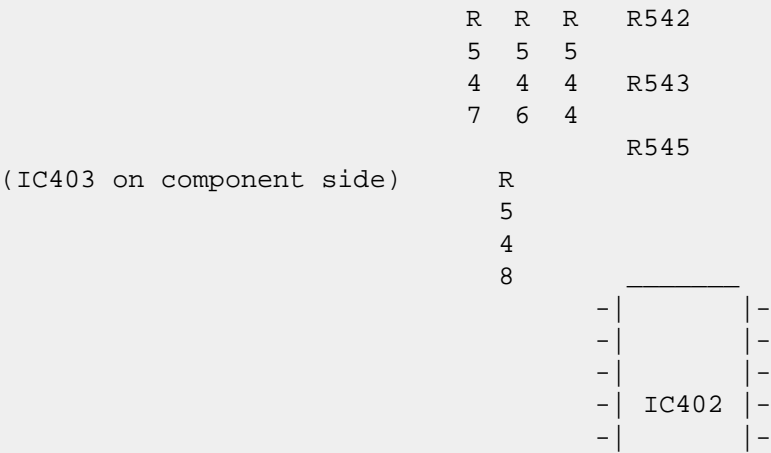 R  R  R   R542
                             5  5  5
                             4  4  4   R543
                             7  6  4
                                       R545
(IC403 on component side)      R
                               5
                               4
                               8       _______
                                     -|       |-
                                     -|       |-
                                     -|       |-
                                     -| IC402 |-
                                     -|       |-